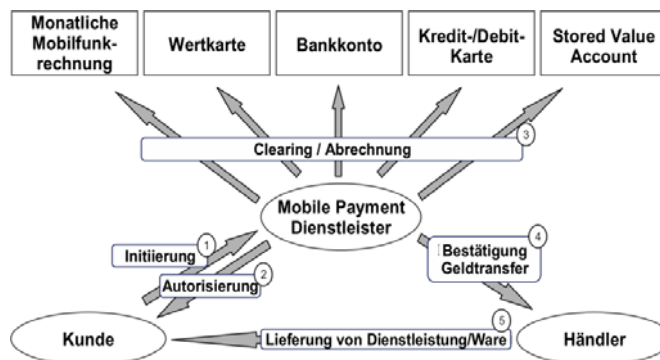 Monatliche
Mobilfunk-
rechnung
Wertkarte
Bankkonto
Kredit-/Debit-
Karte
Stored Value
Account
3
Clearing / Abrechnung
Mobile Payment
Dienstleister
1
Initiierung
2
Autorisierung
4
Bestätigung
Geldtransfer
5
Kunde
Lieferung von Dienstleistung/Ware
Händler